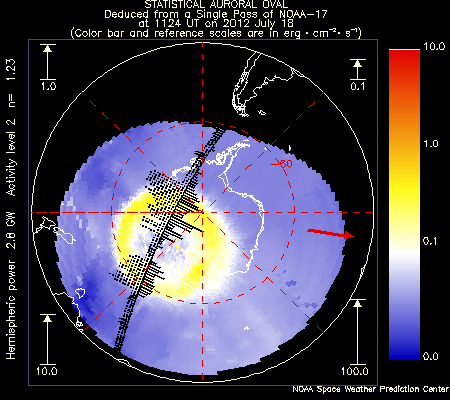 STATISTICAL AURORAL OVAL
Deduced from a Single Pass of NOAA-17
at 1124 UT on 2012 July 18
(Color bar and reference scales are in erg · cm⁻² · s⁻¹)
Hemispheric power 2.8 GW Activity level 2 n= 1.23
1.0
0.1
10.0
100.0
-60
10.0
1.0
0.1
0.0
NOAA Space Weather Prediction Center